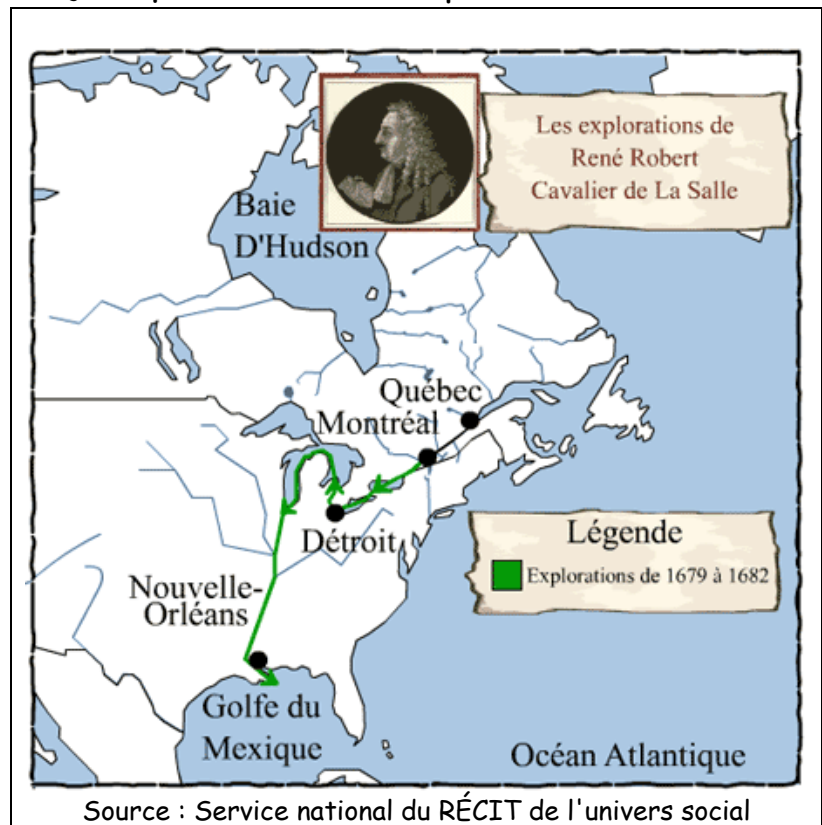 Les explorations de
René Robert
Cavalier de La Salle
Baie
D'Hudson
Québec
Montréal
Détroit
Légende
Explorations de 1679 à 1682
Nouvelle-
Orléans
Golfe du
Mexique
Océan Atlantique
Source : Service national du RÉCIT de l'univers social